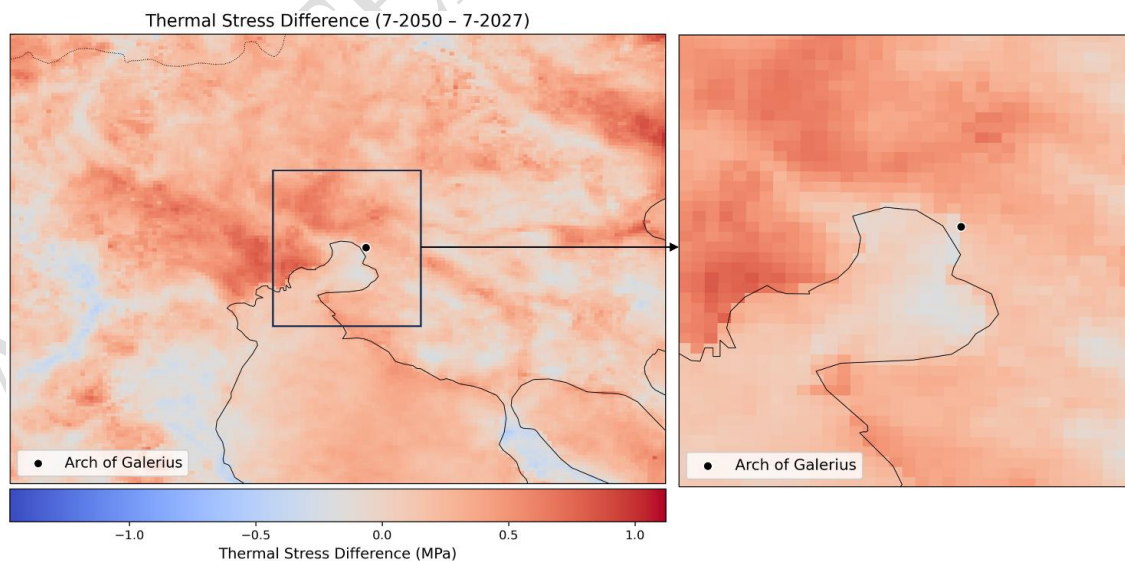 Thermal Stress Difference (7-2050 – 7-2027)
Arch of Galerius
Arch of Galerius
−1.0 −0.5 0.0 0.5 1.0
Thermal Stress Difference (MPa)